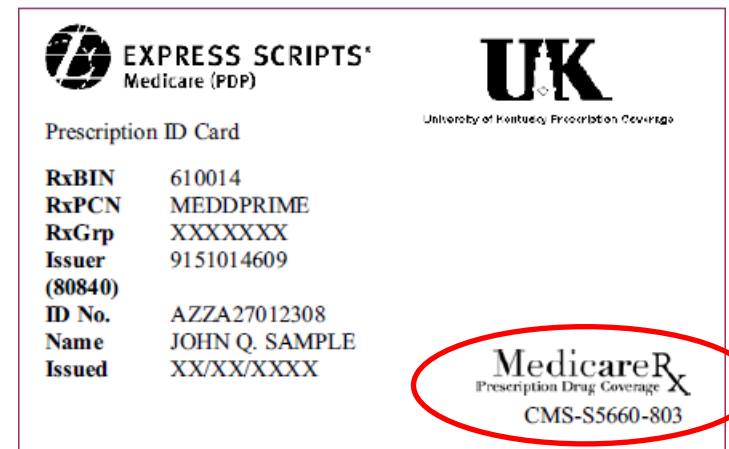 EXPRESS SCRIPTS®
Medicare (PDP)
UK
University of Kentucky Prescription Coverage
Prescription ID Card
RxBIN 610014
RxPCN MEDDPRIME
RxGrp XXXXXXX
Issuer 9151014609
(80840)
ID No. AZZA27012308
Name JOHN Q. SAMPLE
Issued XX/XX/XXXX
MedicareRx
Prescription Drug Coverage
CMS-S5660-803